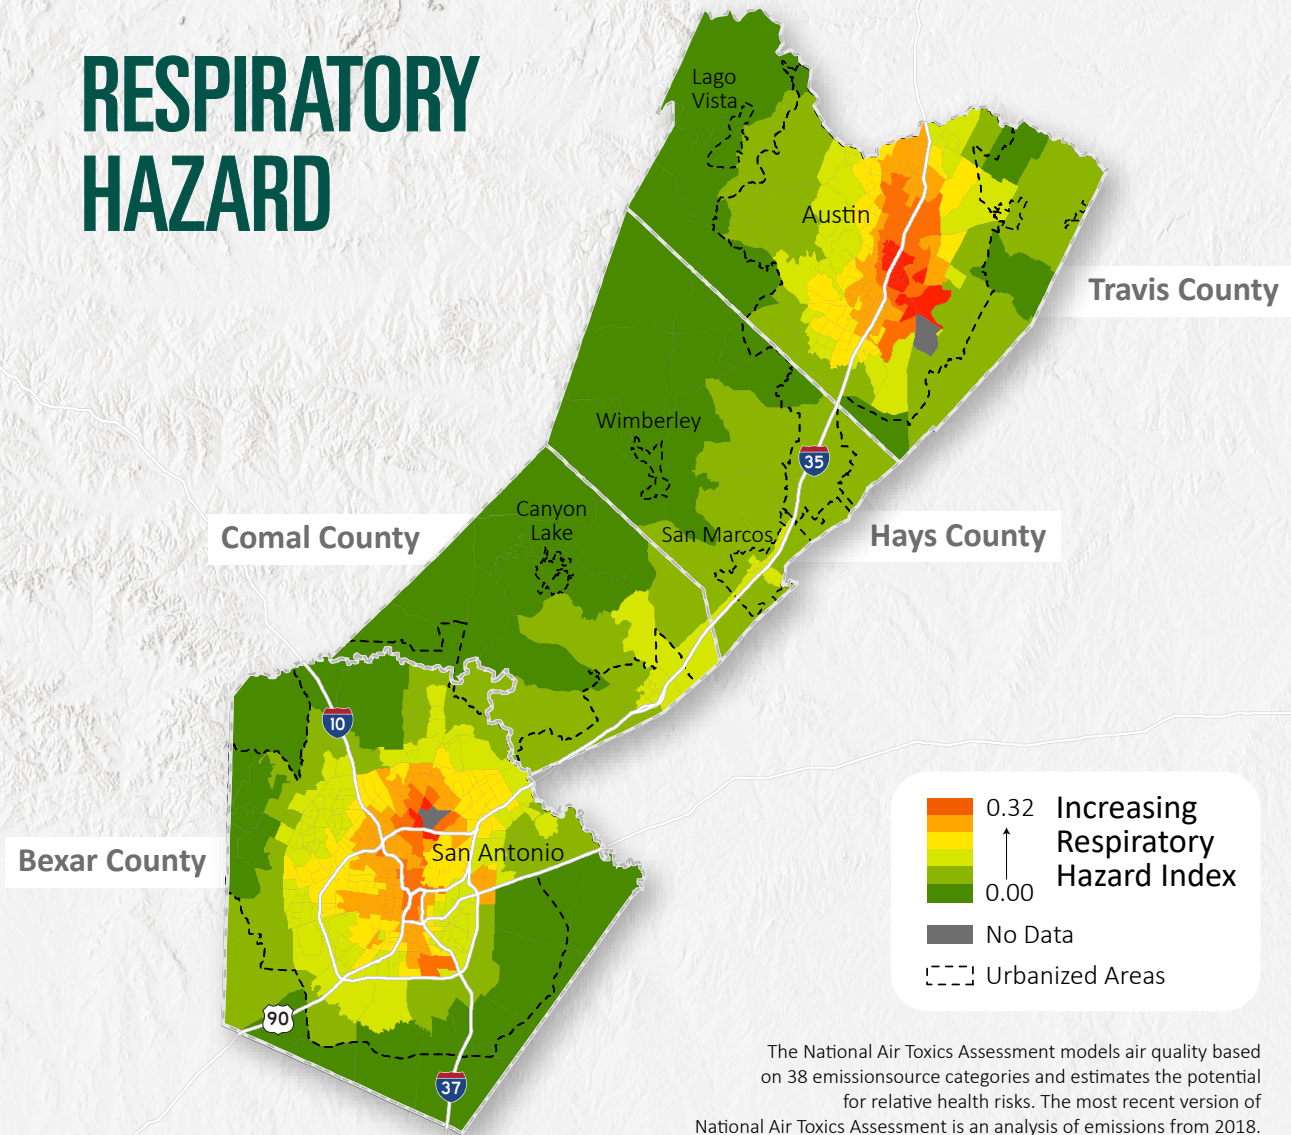 RESPIRATORY
HAZARD
Lago
Vista
Austin
Travis County
Wimberley
35
Canyon
Lake
San Marcos
Comal County
Hays County
10
San Antonio
Bexar County
90
37
0.32
0.00
Increasing
Respiratory
Hazard Index
No Data
Urbanized Areas
The National Air Toxics Assessment models air quality based
on 38 emissionsource categories and estimates the potential
for relative health risks. The most recent version of
National Air Toxics Assessment is an analysis of emissions from 2018.